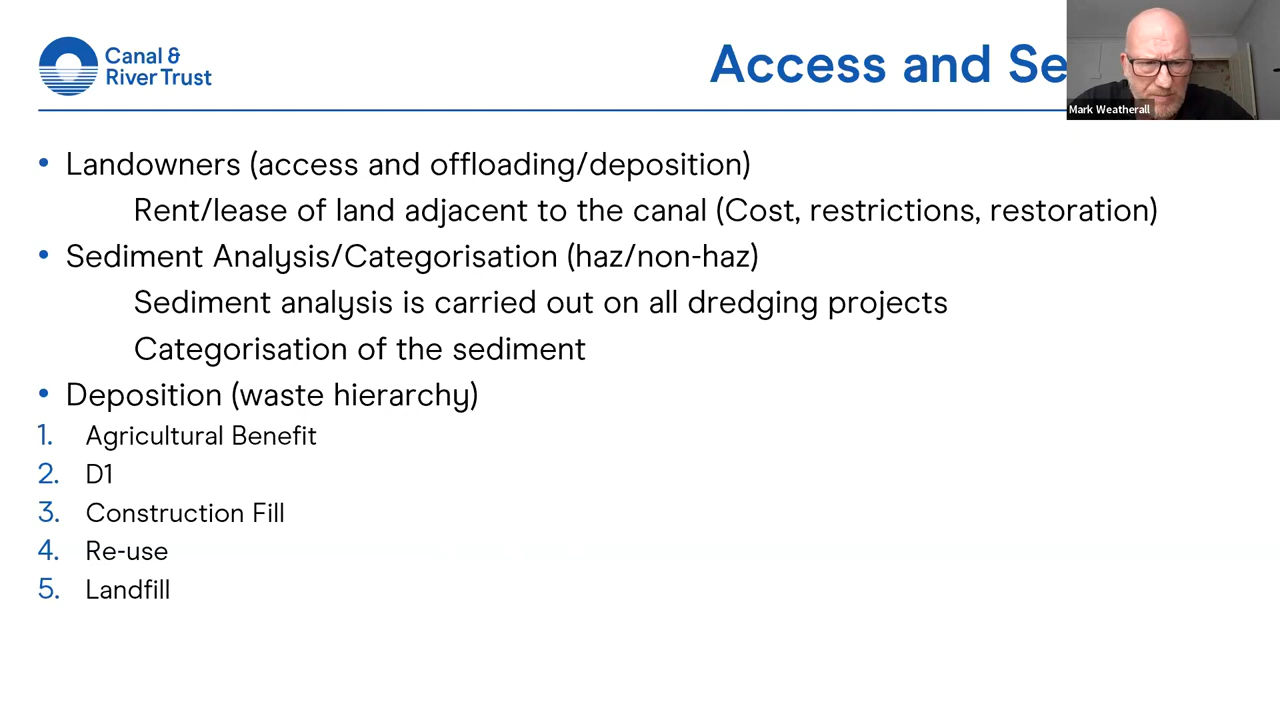 Canal &
River Trust
Access and Se
Mark Weatherall
• Landowners (access and offloading/deposition)
Rent/lease of land adjacent to the canal (Cost, restrictions, restoration)
• Sediment Analysis/Categorisation (haz/non-haz)
Sediment analysis is carried out on all dredging projects
Categorisation of the sediment
• Deposition (waste hierarchy)
1. Agricultural Benefit
2. D1
3. Construction Fill
4. Re-use
5. Landfill